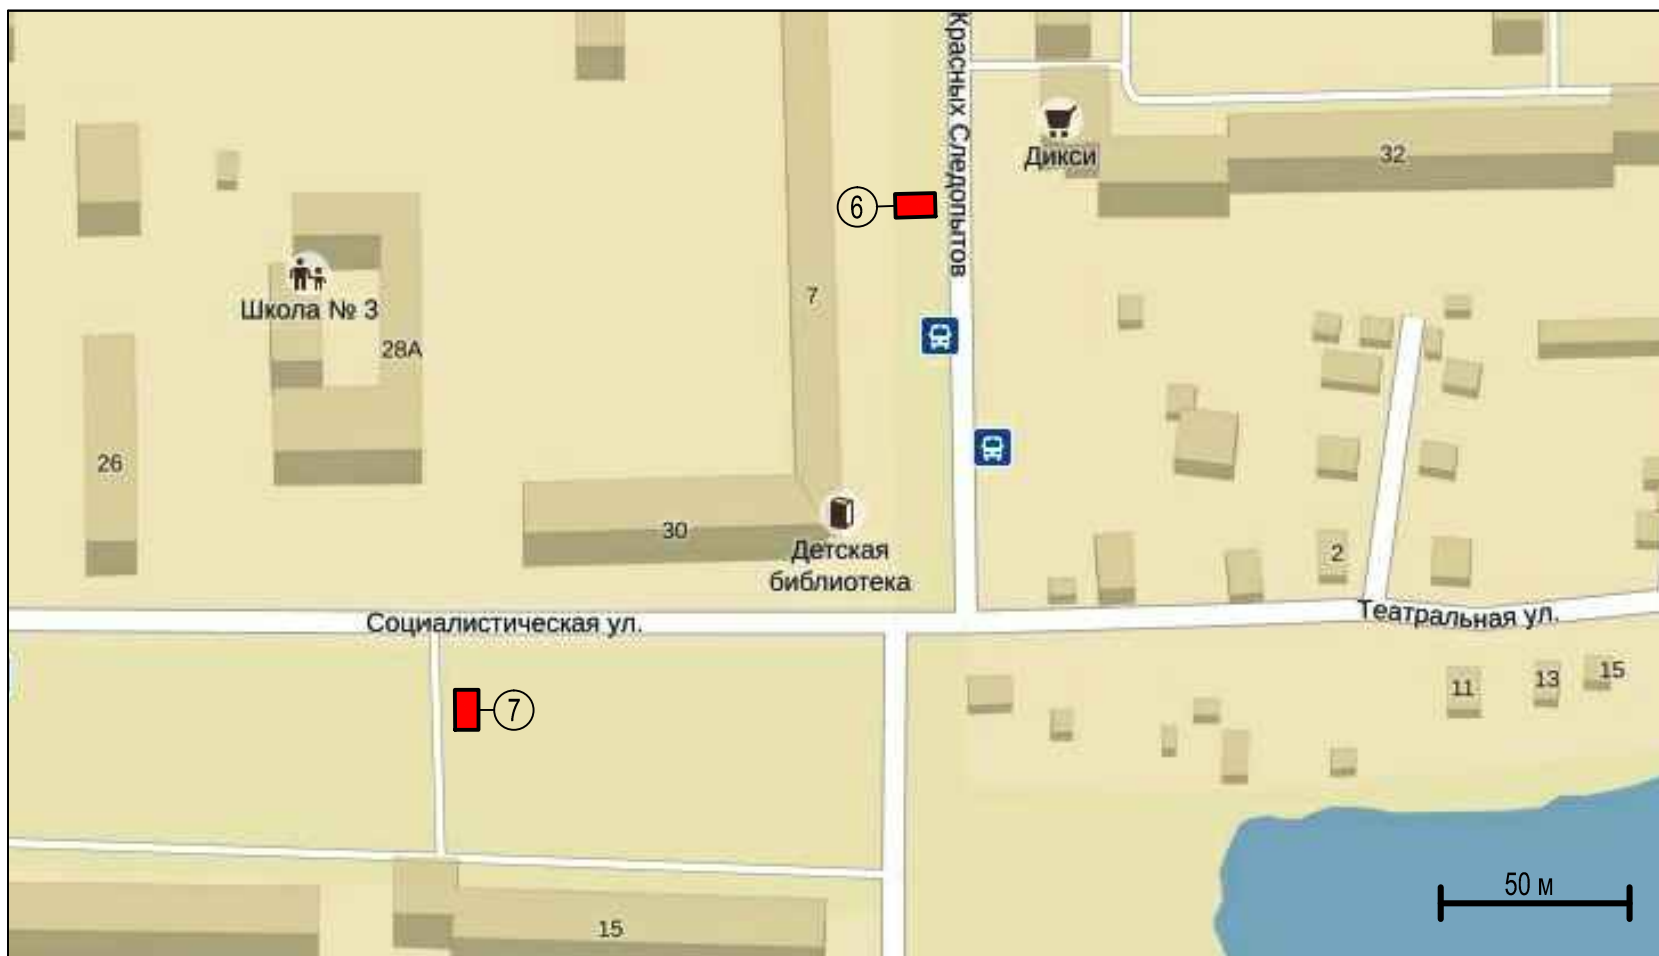 Красных Следопытов
Дикси
32
6
Школа № 3
7
28А
26
30
Детская
библиотека
2
Социалистическая ул.
Театральная ул.
11
13
15
7
50 м
15